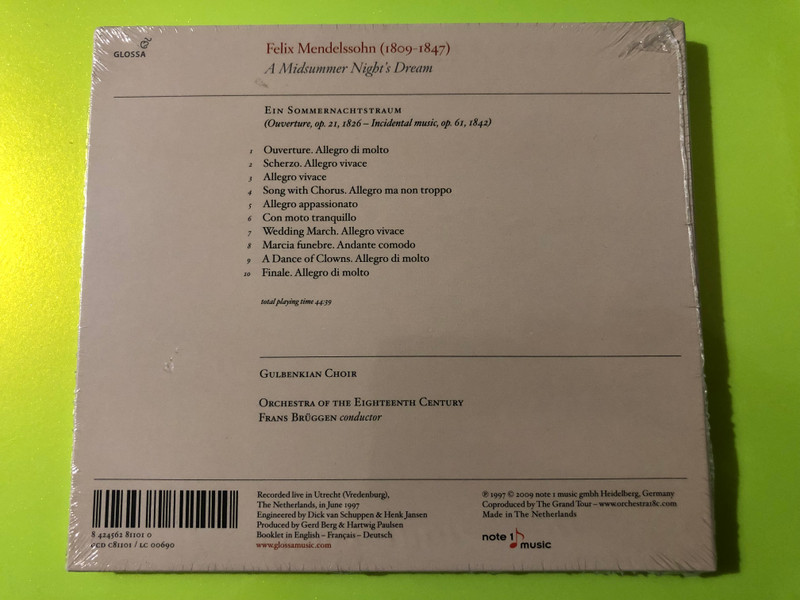 GLOSSA
Felix Mendelssohn (1809-1847)
A Midsummer Night's Dream
Ein Sommernachtstraum
(Ouverture, op. 21, 1826 – Incidental music, op. 61, 1842)
1 Ouverture. Allegro di molto
2 Scherzo. Allegro vivace
3 Allegro vivace
4 Song with Chorus. Allegro ma non troppo
5 Allegro appassionato
6 Con moto tranquillo
7 Wedding March. Allegro vivace
8 Marcia funebre. Andante comodo
9 A Dance of Clowns. Allegro di molto
10 Finale. Allegro di molto
total playing time 44:39
Gulbenkian Choir
Orchestra of the Eighteenth Century
Frans Brüggen conductor
8 424562 81101 0
GCD C81101 / LC 00690
Recorded live in Utrecht (Vredenburg),
The Netherlands, in June 1997
Engineered by Dick van Schuppen & Henk Jansen
Produced by Gerd Berg & Hartwig Paulsen
Booklet in English – Français – Deutsch
www.glossamusic.com
℗ 1997 © 2009 note 1 music gmbh Heidelberg, Germany
Coproduced by The Grand Tour – www.orchestra18c.com
Made in The Netherlands
note 1 music